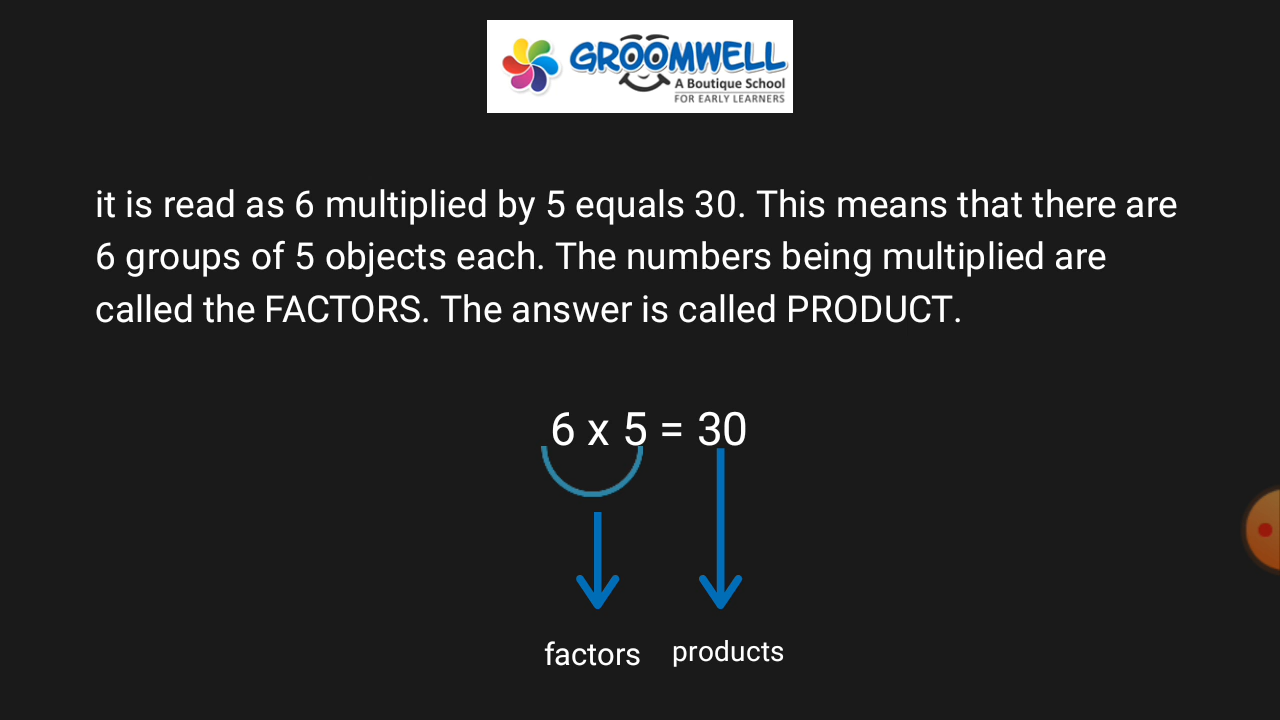 GROOMWELL
A Boutique School
FOR EARLY LEARNERS
it is read as 6 multiplied by 5 equals 30. This means that there are
6 groups of 5 objects each. The numbers being multiplied are
called the FACTORS. The answer is called PRODUCT.
6 x 5 = 30
factors products